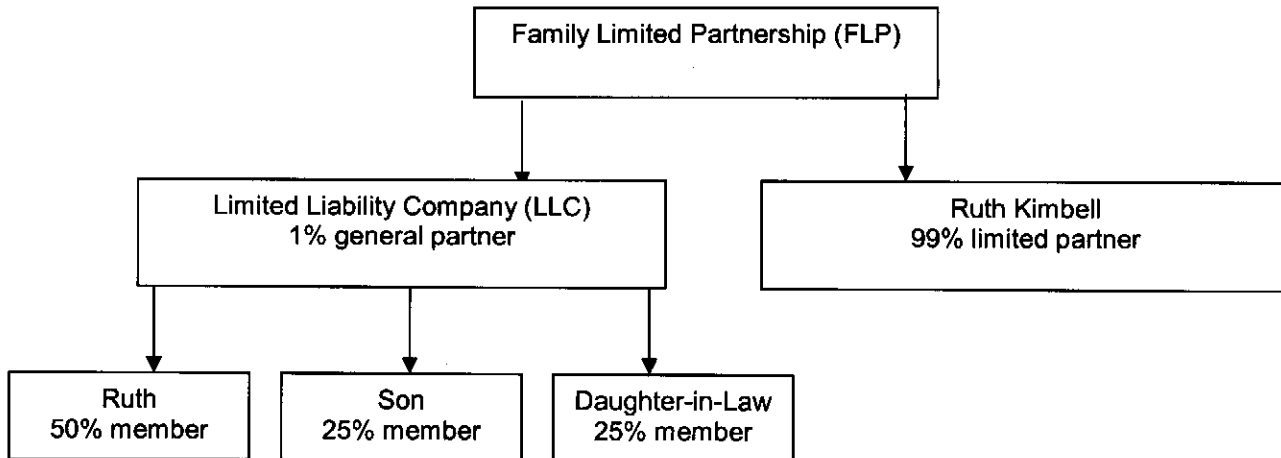 Family Limited Partnership (FLP)
Limited Liability Company (LLC)
1% general partner
Ruth Kimbell
99% limited partner
Ruth
50% member
Son
25% member
Daughter-in-Law
25% member